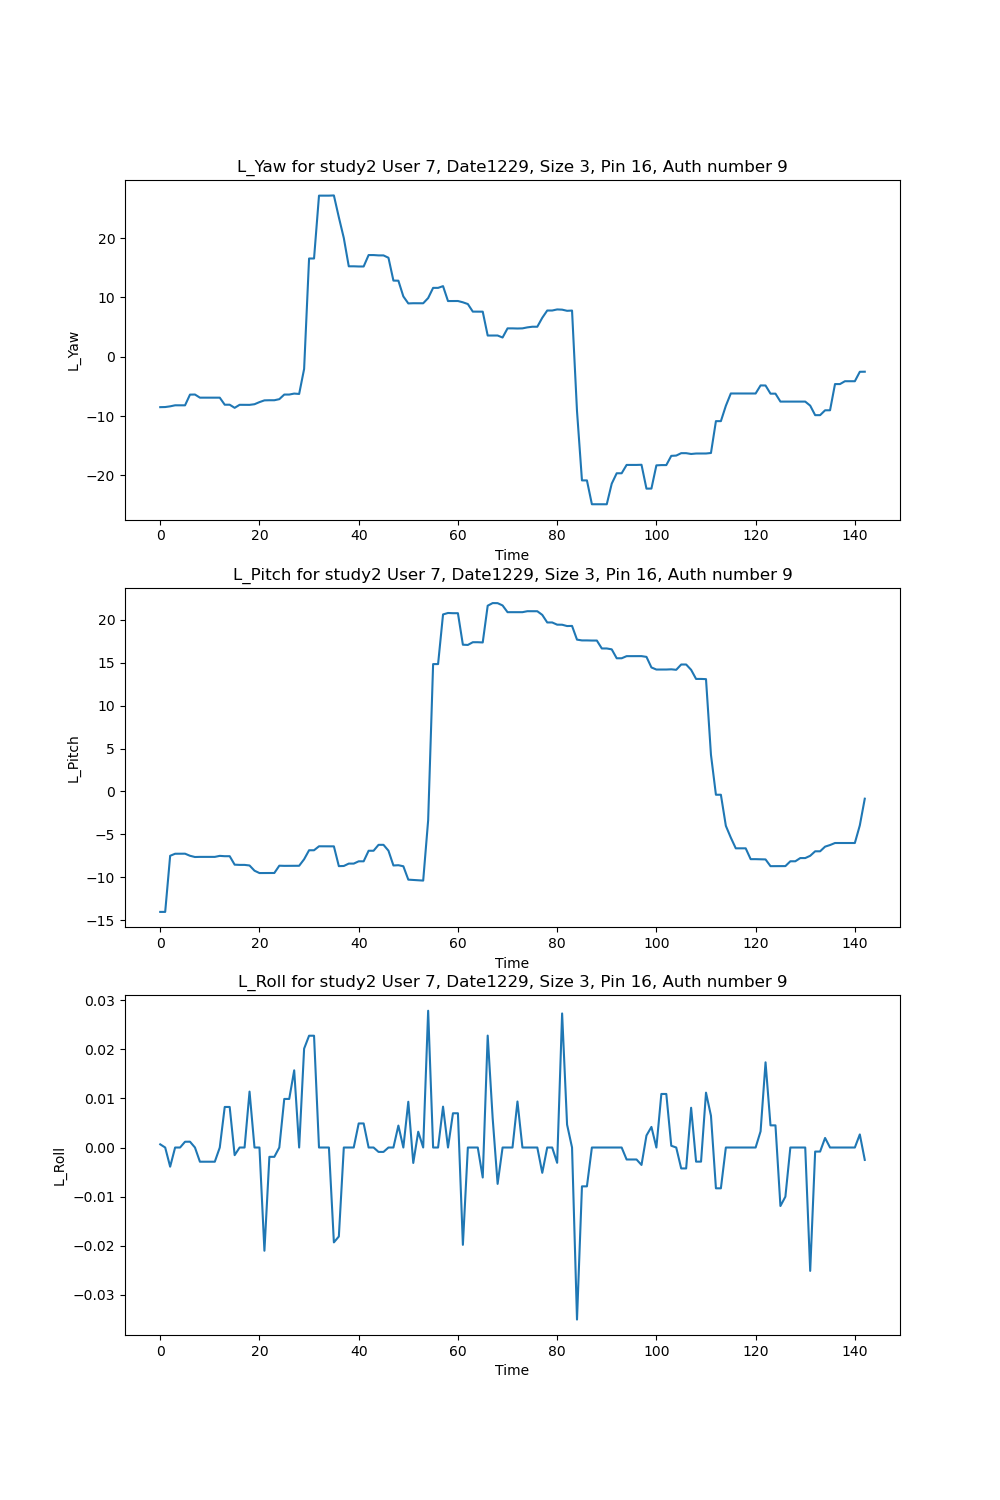 L_Yaw for study2 User 7, Date1229, Size 3, Pin 16, Auth number 9
20
10
0
−10
−20
L_Yaw
0 20 40 60 80 100 120 140
Time
L_Pitch for study2 User 7, Date1229, Size 3, Pin 16, Auth number 9
20
15
10
5
0
−5
−10
−15
L_Pitch
0 20 40 60 80 100 120 140
Time
L_Roll for study2 User 7, Date1229, Size 3, Pin 16, Auth number 9
0.03
0.02
0.01
0.00
−0.01
−0.02
−0.03
L_Roll
0 20 40 60 80 100 120 140
Time